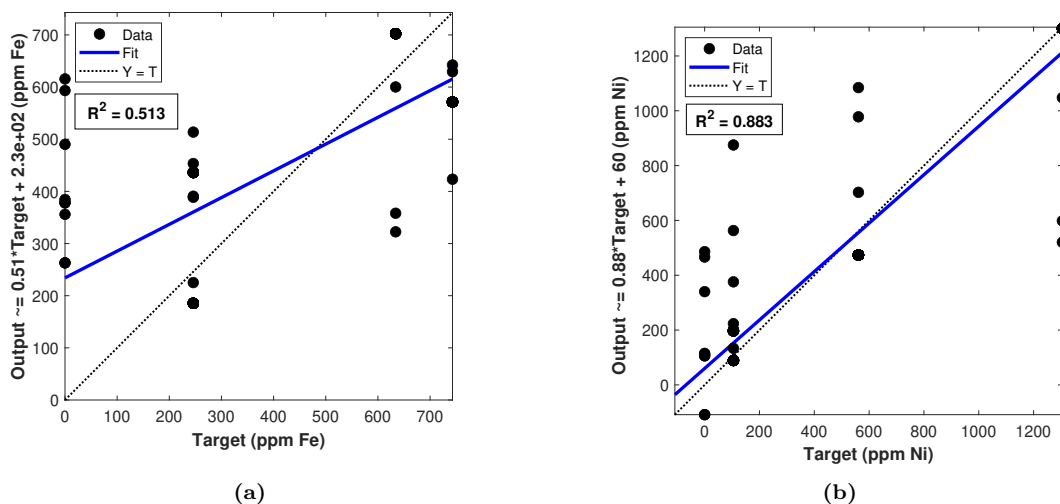 Data
Fit
Y = T
R² = 0.513
0
100
200
300
400
500
600
700
Output ~= 0.51*Target + 2.3e+02 (ppm Fe)
0 100 200 300 400 500 600 700
Target (ppm Fe)
(a)
Data
Fit
Y = T
R² = 0.883
0
200
400
600
800
1000
1200
Output ~= 0.88*Target + 60 (ppm Ni)
0 200 400 600 800 1000 1200
Target (ppm Ni)
(b)